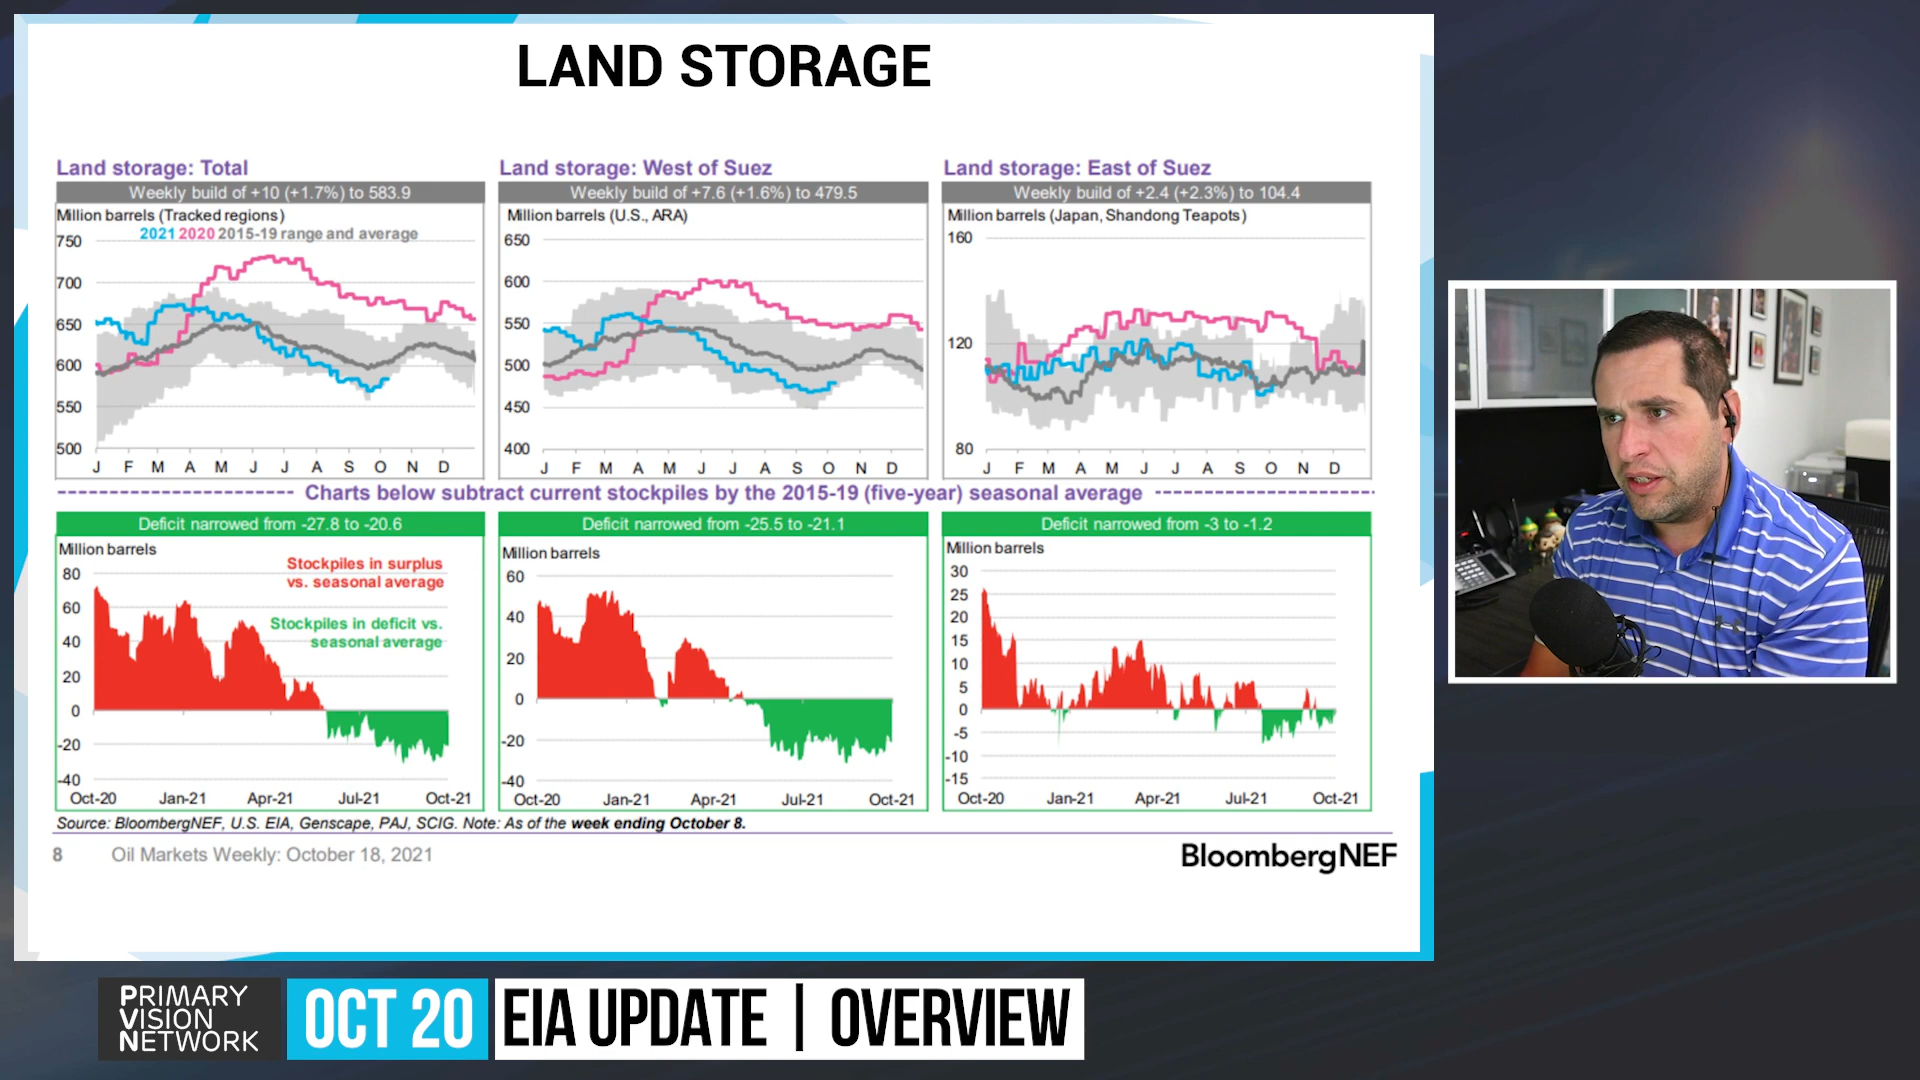 LAND STORAGE
Land storage: Total
Weekly build of +10 (+1.7%) to 583.9
Million barrels (Tracked regions)
2021 2020 2015-19 range and average
750
700
650
600
550
500
J F M A M J J A S O N D
Land storage: West of Suez
Weekly build of +7.6 (+1.6%) to 479.5
Million barrels (U.S., ARA)
650
600
550
500
450
400
J F M A M J J A S O N D
Land storage: East of Suez
Weekly build of +2.4 (+2.3%) to 104.4
Million barrels (Japan, Shandong Teapots)
160
120
80
J F M A M J J A S O N D
Charts below subtract current stockpiles by the 2015-19 (five-year) seasonal average
Deficit narrowed from -27.8 to -20.6
Million barrels
Stockpiles in surplus
vs. seasonal average
Stockpiles in deficit vs.
seasonal average
80
60
40
20
0
-20
-40
Oct-20 Jan-21 Apr-21 Jul-21 Oct-21
Deficit narrowed from -25.5 to -21.1
Million barrels
60
40
20
0
-20
-40
Oct-20 Jan-21 Apr-21 Jul-21 Oct-21
Deficit narrowed from -3 to -1.2
Million barrels
30
25
20
15
10
5
0
-5
-10
-15
Oct-20 Jan-21 Apr-21 Jul-21 Oct-21
Source: BloombergNEF, U.S. EIA, Genscape, PAJ, SCIG. Note: As of the week ending October 8.
8 Oil Markets Weekly: October 18, 2021
BloombergNEF
PRIMARY
VISION
NETWORK
OCT 20
EIA UPDATE | OVERVIEW